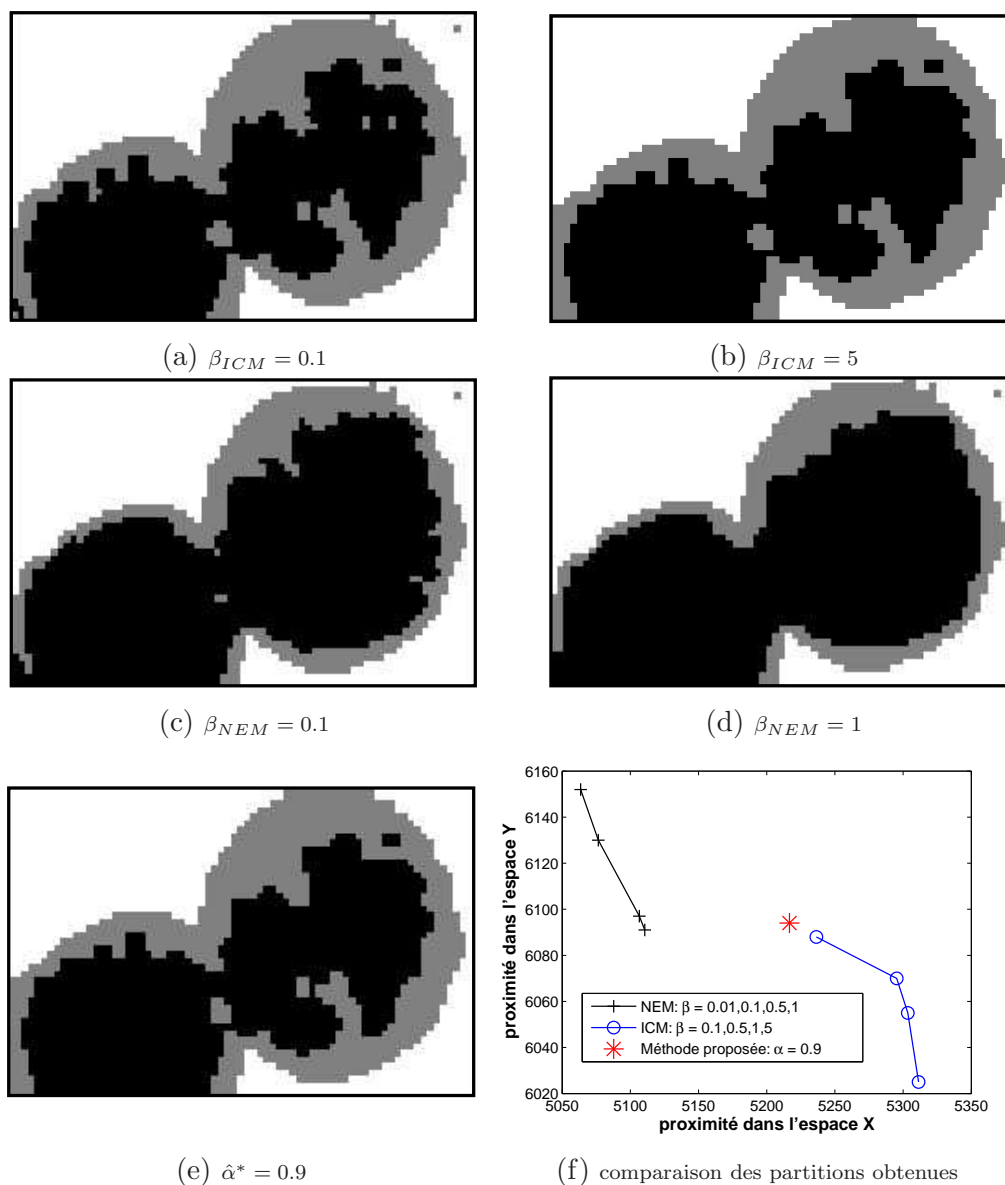 (a) β_ICM = 0.1
(b) β_ICM = 5
(c) β_NEM = 0.1
(d) β_NEM = 1
6160
6140
6120
6100
6080
6060
6040
6020
proximité dans l'espace Y
NEM: β = 0.01,0.1,0.5,1
ICM: β = 0.1,0.5,1,5
Méthode proposée: α = 0.9
5050 5100 5150 5200 5250 5300 5350
proximité dans l'espace X
(e) α̂* = 0.9
(f) comparaison des partitions obtenues